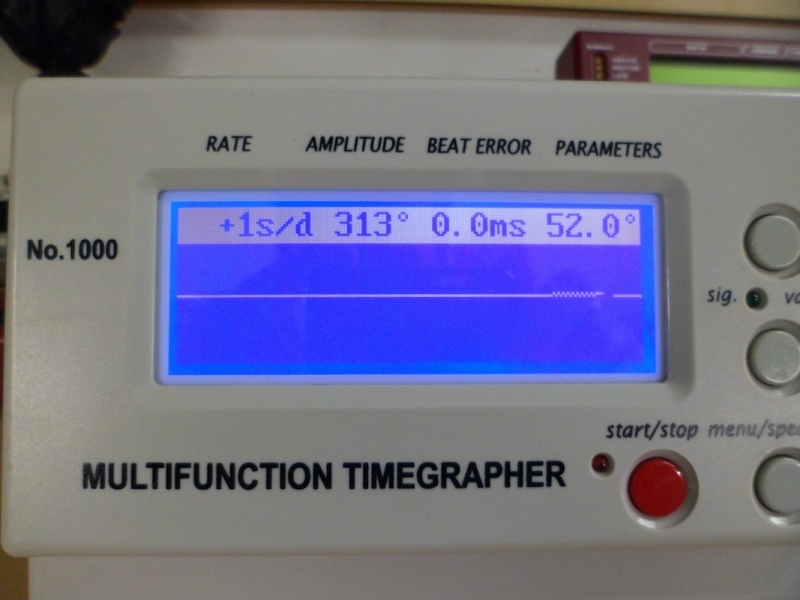 RATE AMPLITUDE BEAT ERROR PARAMETERS
+1s/d 313° 0.0ms 52.0°
No.1000
sig.
start/stop
MULTIFUNCTION TIMEGRAPHER